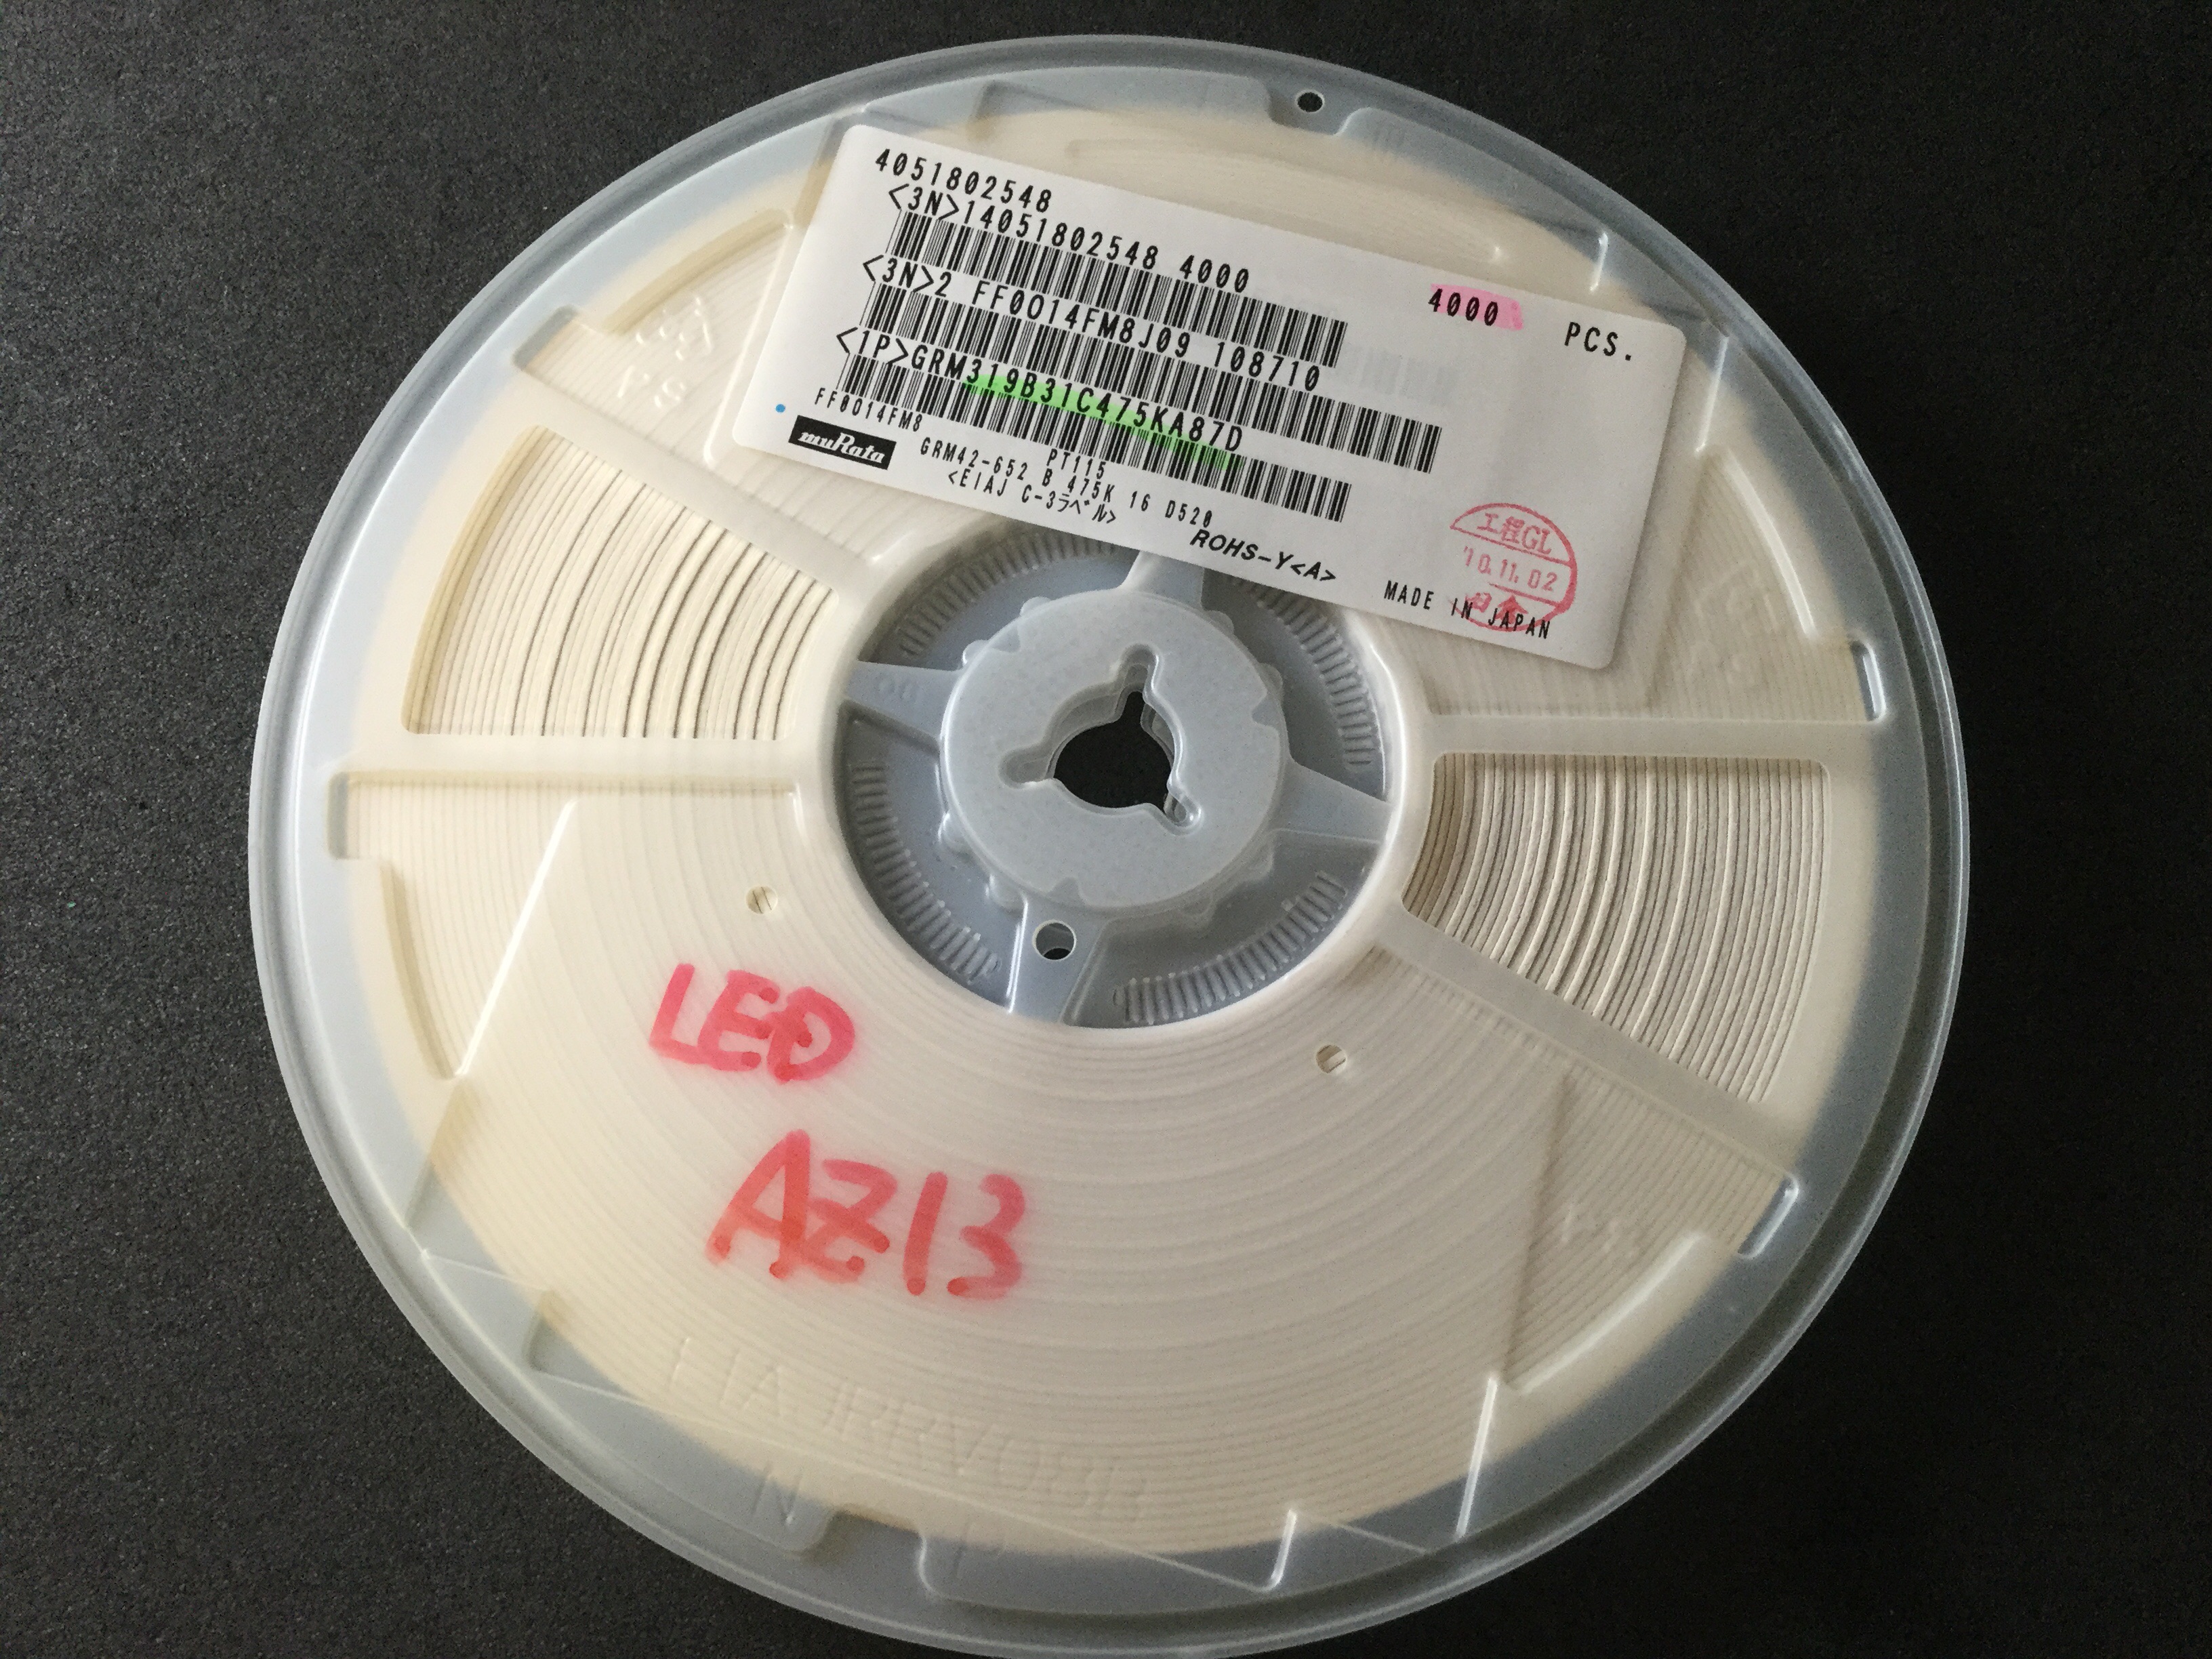 4051802548
<3N>14051802548 4000
4000 PCS.
<3N>2 FF0014FM8J09 108710
<1P>GRM319B31C475KA87D
FF0014FM8
muRata
PT115
GRM42-652 B 475K 16 D520
<EIAJ C-3ラベル>
ROHS-Y<A>
MADE IN JAPAN
工程GL
'10.11.02
LED
AZ13